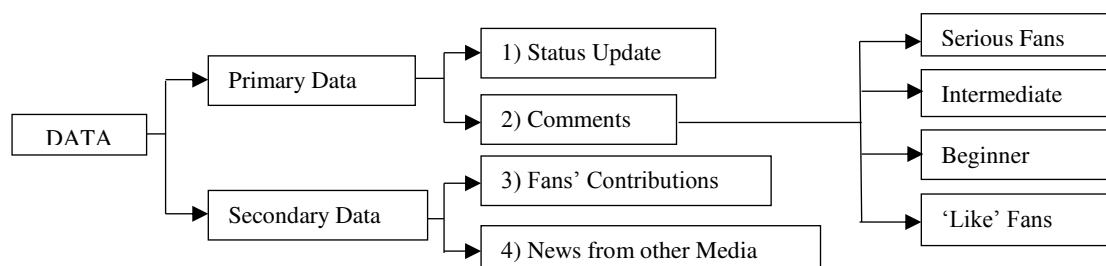 DATA
Primary Data
Secondary Data
1) Status Update
2) Comments
3) Fans’ Contributions
4) News from other Media
Serious Fans
Intermediate
Beginner
‘Like’ Fans